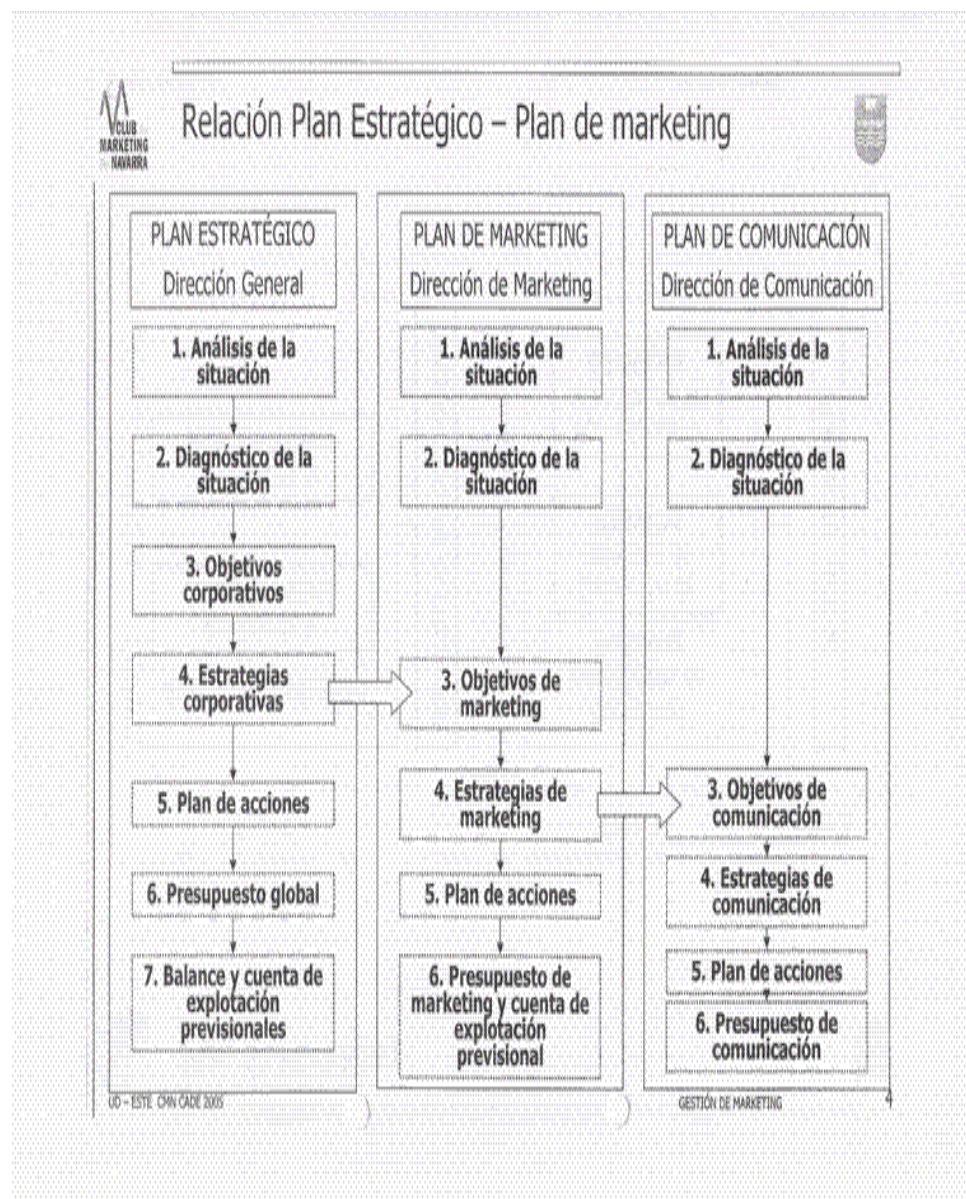 CLUB
MARKETING
NAVARRA
Relación Plan Estratégico – Plan de marketing
PLAN ESTRATÉGICO
Dirección General
1. Análisis de la
situación
2. Diagnóstico de la
situación
3. Objetivos
corporativos
4. Estrategias
corporativas
5. Plan de acciones
6. Presupuesto global
7. Balance y cuenta de
explotación
previsionales
PLAN DE MARKETING
Dirección de Marketing
1. Análisis de la
situación
2. Diagnóstico de la
situación
3. Objetivos de
marketing
4. Estrategias de
marketing
5. Plan de acciones
6. Presupuesto de
marketing y cuenta de
explotación
previsional
PLAN DE COMUNICACIÓN
Dirección de Comunicación
1. Análisis de la
situación
2. Diagnóstico de la
situación
3. Objetivos de
comunicación
4. Estrategias de
comunicación
5. Plan de acciones
6. Presupuesto de
comunicación
UD – ESTE CMN CADE 2005
GESTIÓN DE MARKETING
4